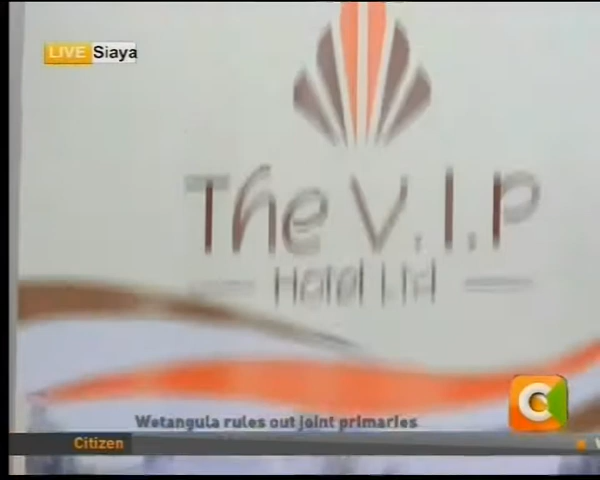 LIVE Siaya
The V.I.P
Hotel Ltd
Wetangula rules out joint primaries
Citizen